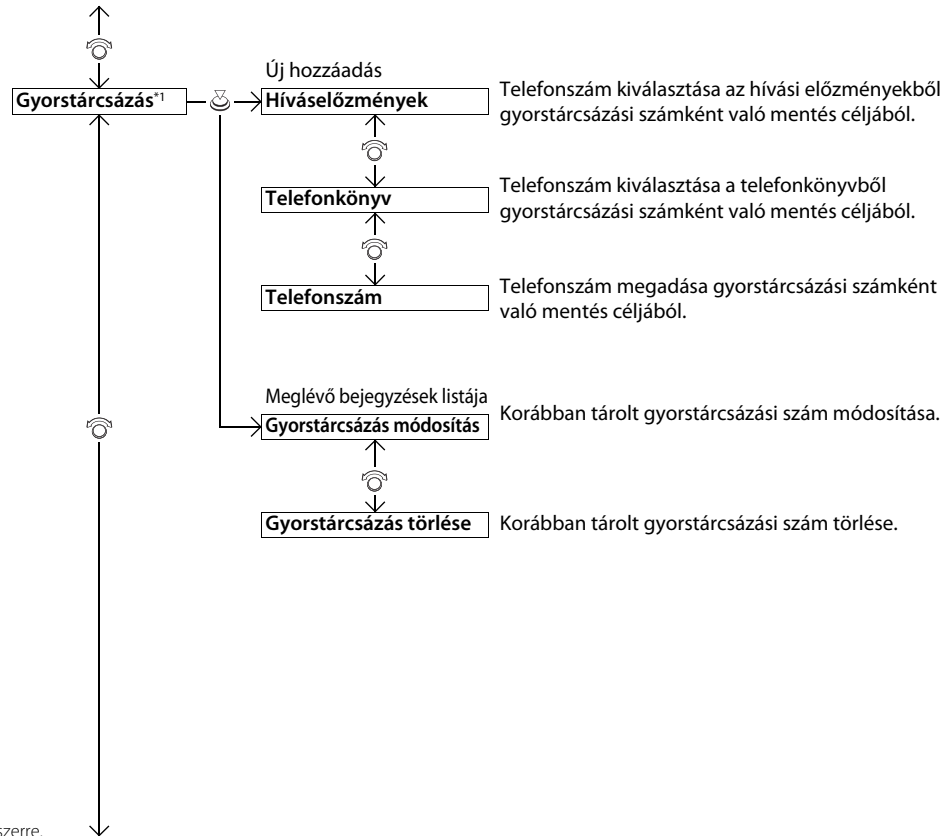 Új hozzáadás
Gyorstárcsázás*1
Híváselőzmények
Telefonszám kiválasztása az hívási előzményekből
gyorstárcsázási számként való mentés céljából.
Telefonkönyv
Telefonszám kiválasztása a telefonkönyvből
gyorstárcsázási számként való mentés céljából.
Telefonszám
Telefonszám megadása gyorstárcsázási számként
való mentés céljából.
Meglévő bejegyzések listája
Gyorstárcsázás módosítás
Korábban tárolt gyorstárcsázási szám módosítása.
Gyorstárcsázás törlése
Korábban tárolt gyorstárcsázási szám törlése.
szerre.